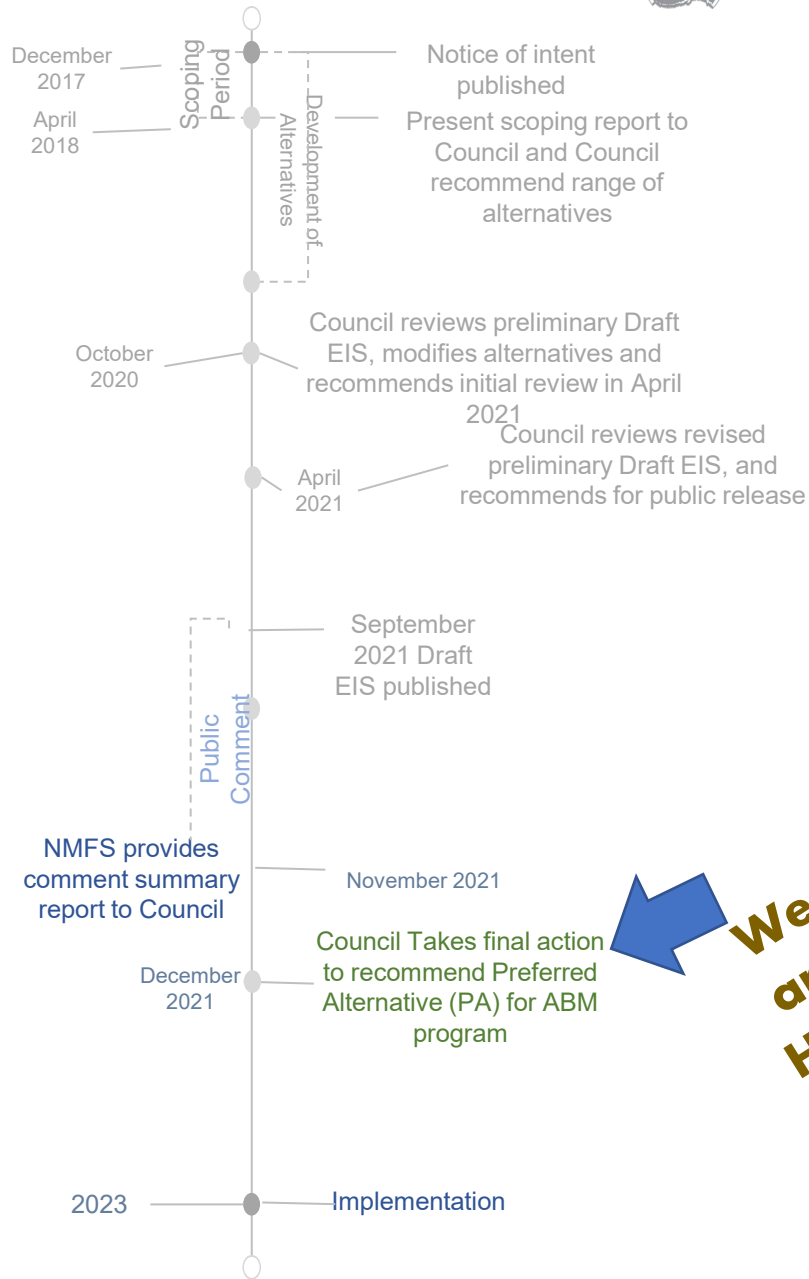 December
2017
Scoping
Period
Notice of intent
published
April
2018
Development of
Alternatives
Present scoping report to
Council and Council
recommend range of
alternatives
October
2020
Council reviews preliminary Draft
EIS, modifies alternatives and
recommends initial review in April
2021
April
2021
Council reviews revised
preliminary Draft EIS, and
recommends for public release
September
2021 Draft
EIS published
Public
Comment
NMFS provides
comment summary
report to Council
November 2021
December
2021
Council Takes final action
to recommend Preferred
Alternative (PA) for ABM
program
We
2023
Implementation